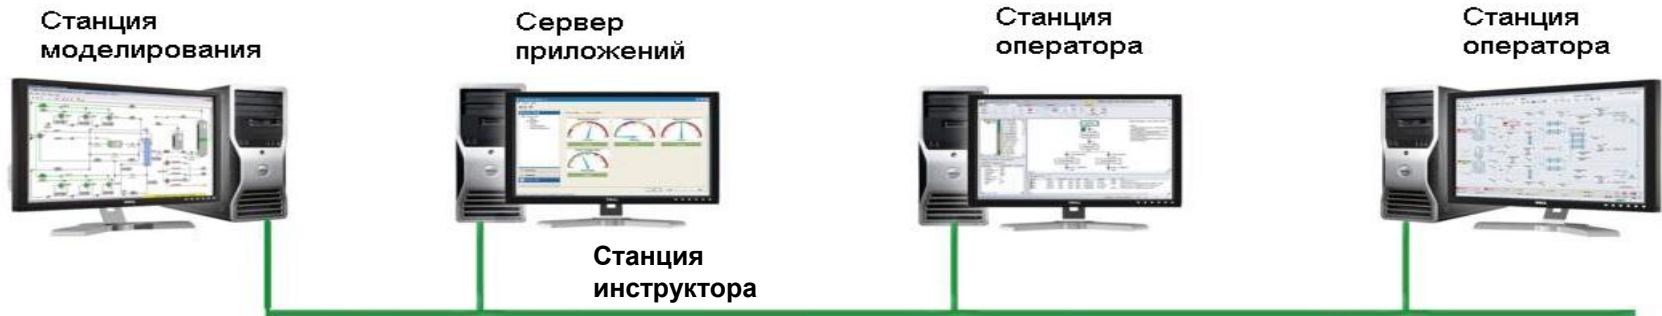 Станция
моделирования
Сервер
приложений
Станция
оператора
Станция
оператора
Станция
инструктора